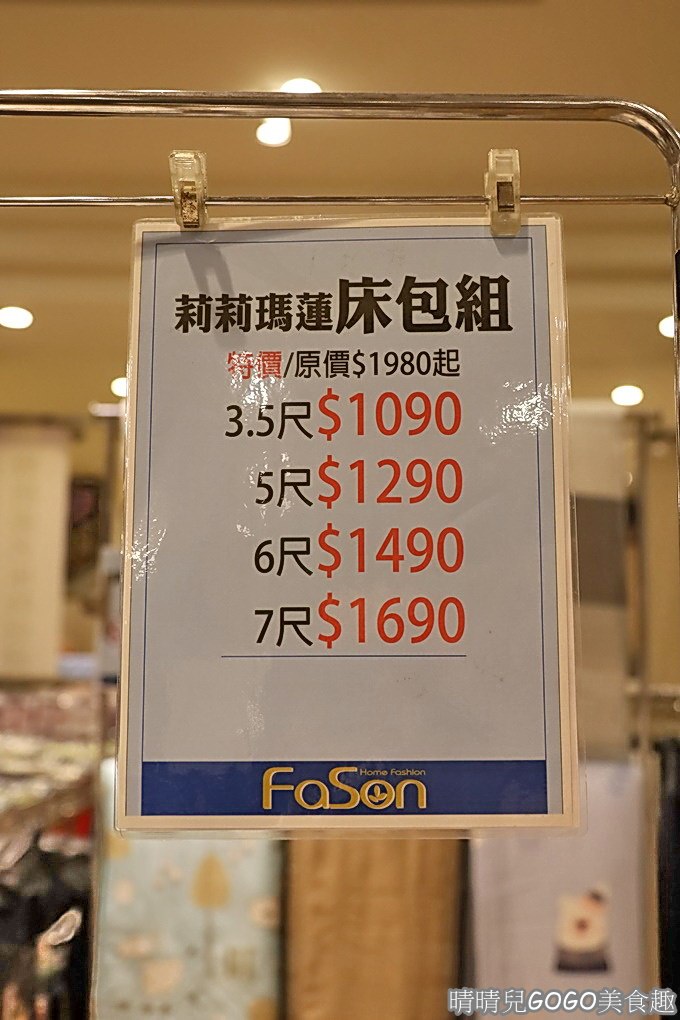 莉莉瑪蓮床包組
特價/原價$1980起
3.5尺$1090
5尺$1290
6尺$1490
7尺$1690
Home Fashion
FaSon
晴晴兒GOGO美食趣